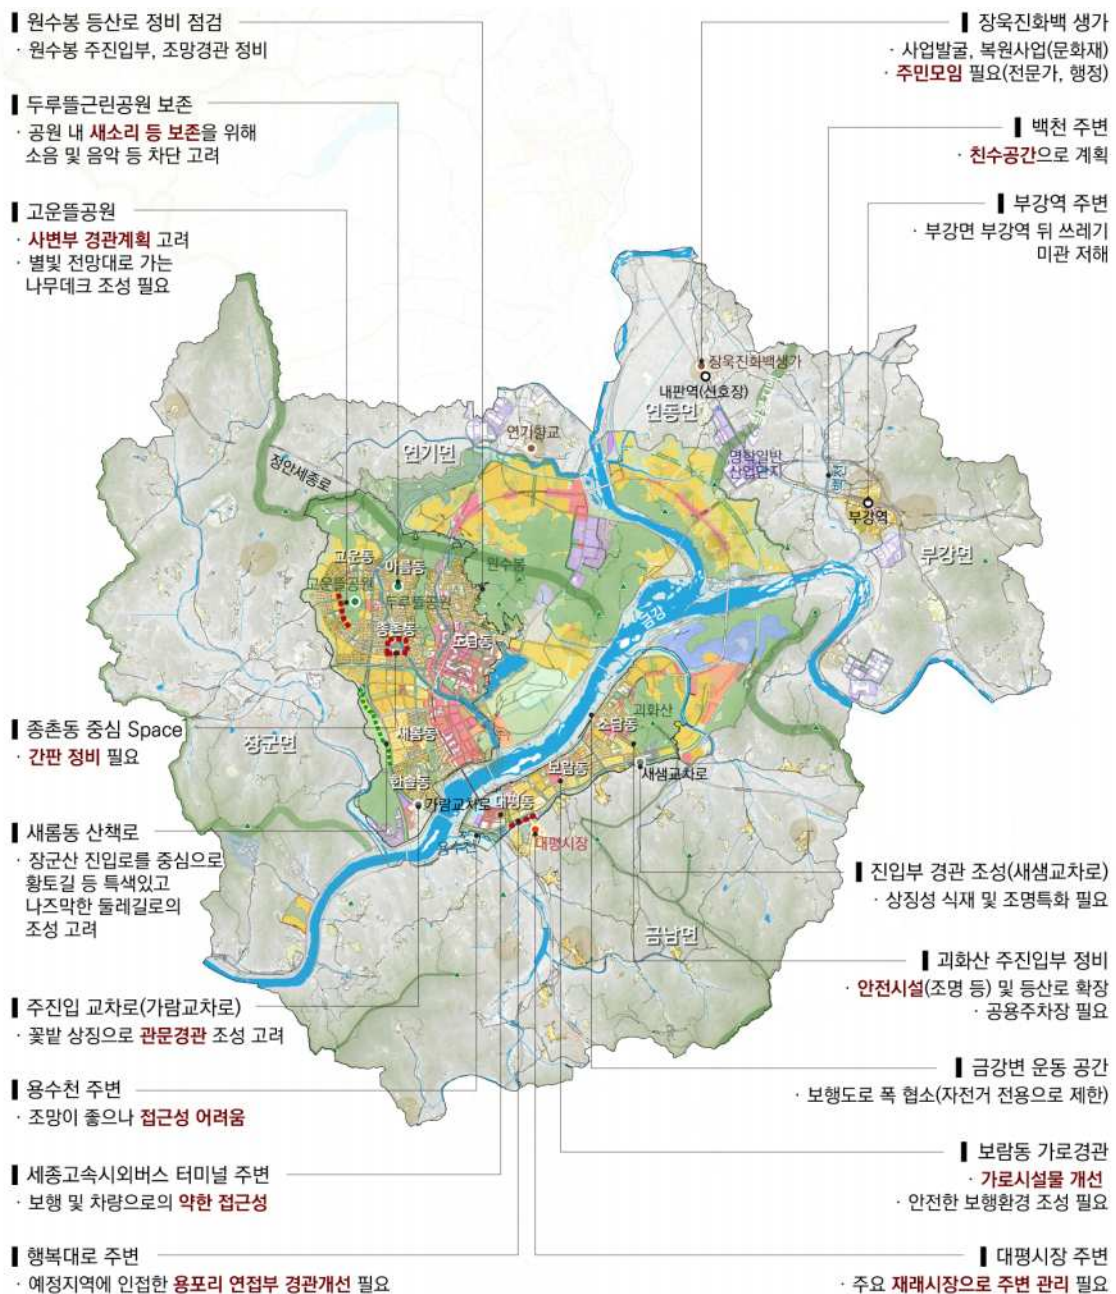 ▌원수봉 등산로 정비 점검
· 원수봉 주진입부, 조망경관 정비
▌두루뜰근린공원 보존
· 공원 내 새소리 등 보존을 위해
소음 및 음악 등 차단 고려
▌고운뜰공원
· 사변부 경관계획 고려
· 별빛 전망대로 가는
나무데크 조성 필요
▌종촌동 중심 Space
· 간판 정비 필요
▌새롬동 산책로
· 장군산 진입로를 중심으로
황토길 등 특색있고
나즈막한 둘레길로의
조성 고려
▌주진입 교차로(가람교차로)
· 꽃밭 상징으로 관문경관 조성 고려
▌용수천 주변
· 조망이 좋으나 접근성 어려움
▌세종고속시외버스 터미널 주변
· 보행 및 차량으로의 약한 접근성
▌행복대로 주변
· 예정지역에 인접한 용포리 연접부 경관개선 필요
▌장욱진화백 생가
· 사업발굴, 복원사업(문화재)
· 주민모임 필요(전문가, 행정)
▌백천 주변
· 친수공간으로 계획
▌부강역 주변
· 부강면 부강역 뒤 쓰레기
미관 저해
▌진입부 경관 조성(새샘교차로)
· 상징성 식재 및 조명특화 필요
▌괴화산 주진입부 정비
· 안전시설(조명 등) 및 등산로 확장
· 공용주차장 필요
▌금강변 운동 공간
· 보행도로 폭 협소(자전거 전용으로 제한)
▌보람동 가로경관
· 가로시설물 개선
· 안전한 보행환경 조성 필요
▌대평시장 주변
· 주요 재래시장으로 주변 관리 필요
장욱진화백생가
내판역(신호장)
연동면
연기향교
연기면
명학일반
산업단지
백천
정안세종로
부강역
부강면
원수봉
고운동
아름동
고운뜰공원
두루뜰공원
종촌동
도담동
금강
괴화산
소담동
새롬동
장군면
보람동
새샘교차로
한솔동
가람교차로
대평동
용수천
대평시장
금남면